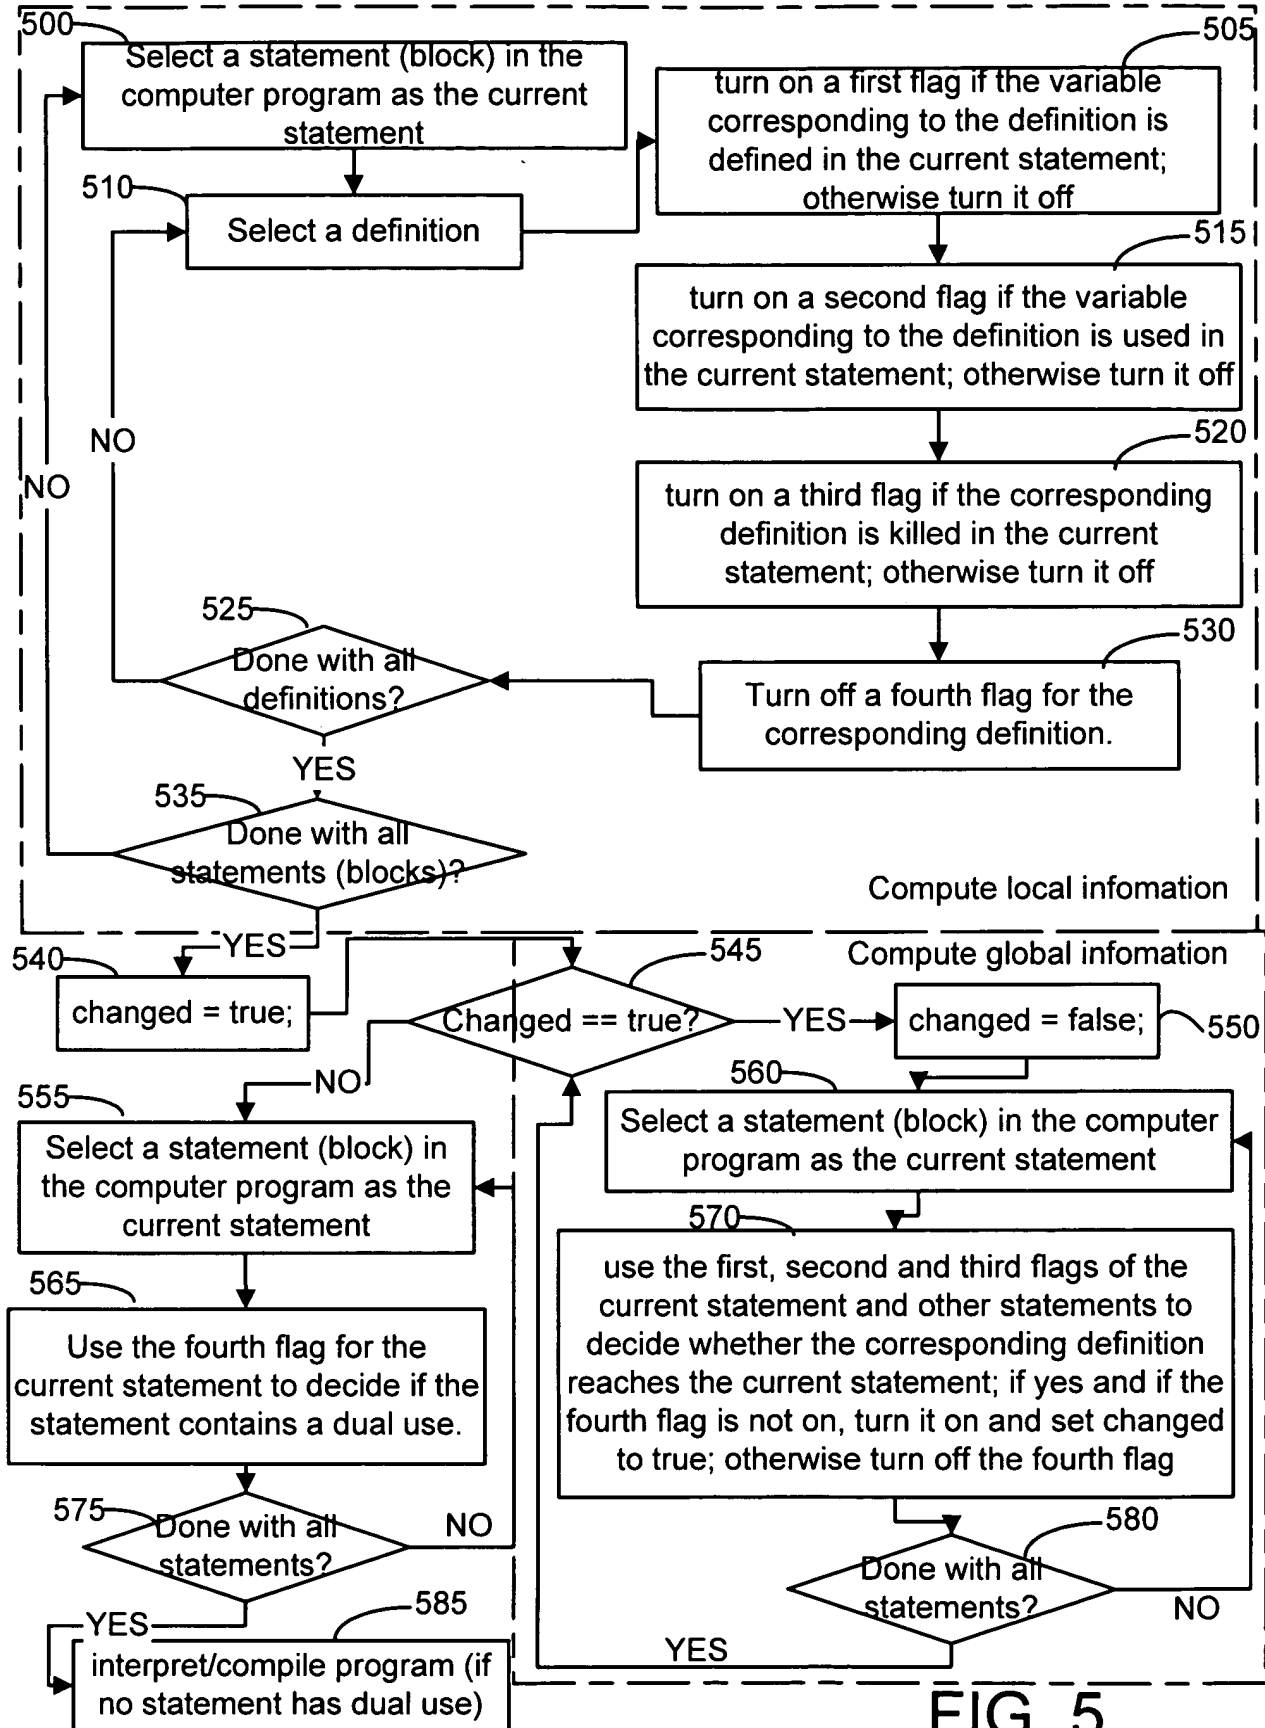 500
Select a statement (block) in the
computer program as the current
statement
505
turn on a first flag if the variable
corresponding to the definition is
defined in the current statement;
otherwise turn it off
510
Select a definition
515
turn on a second flag if the variable
corresponding to the definition is used in
the current statement; otherwise turn it off
NO
NO
520
turn on a third flag if the corresponding
definition is killed in the current
statement; otherwise turn it off
525
Done with all
definitions?
530
Turn off a fourth flag for the
corresponding definition.
YES
535
Done with all
statements (blocks)?
Compute local infomation
YES
540
changed = true;
545
Compute global infomation
Changed == true?
YES
changed = false;
550
NO
555
Select a statement (block) in
the computer program as the
current statement
560
Select a statement (block) in the computer
program as the current statement
565
Use the fourth flag for the
current statement to decide if the
statement contains a dual use.
570
use the first, second and third flags of the
current statement and other statements to
decide whether the corresponding definition
reaches the current statement; if yes and if the
fourth flag is not on, turn it on and set changed
to true; otherwise turn off the fourth flag
575
Done with all
statements?
NO
580
Done with all
statements?
NO
YES
YES
585
interpret/compile program (if
no statement has dual use)
FIG. 5